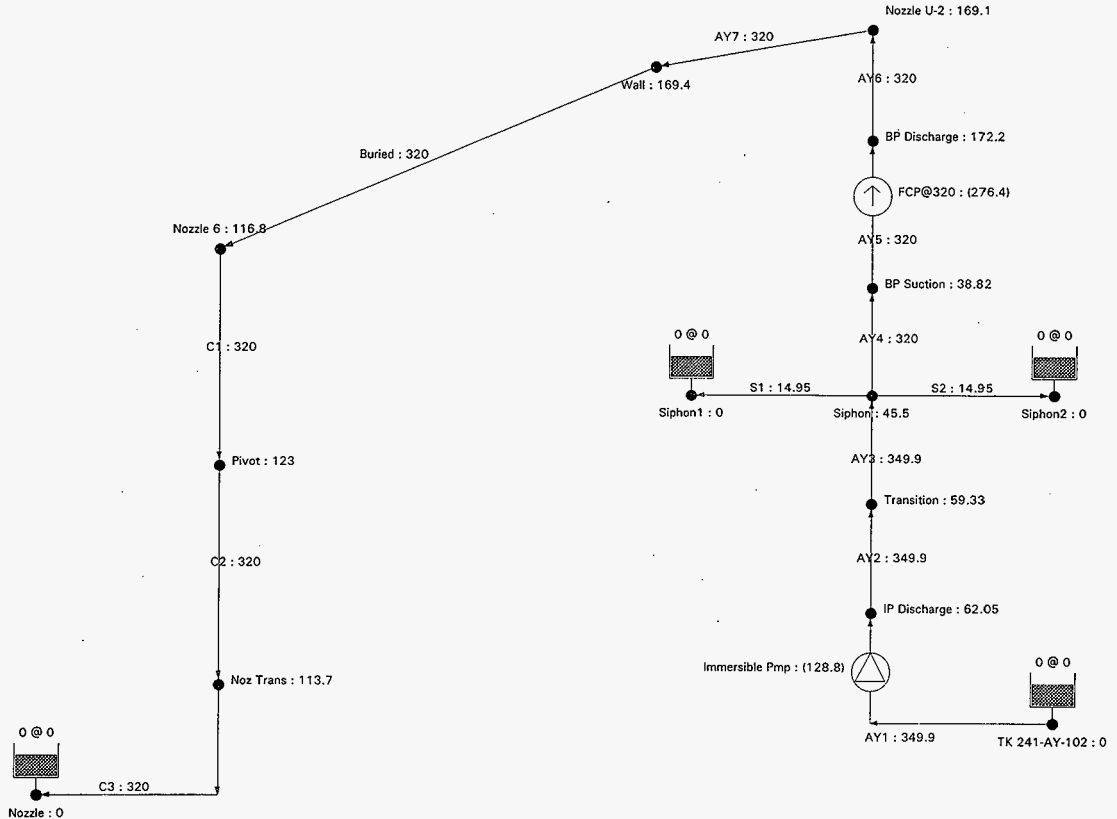 Nozzle U-2 : 169.1
AY7 : 320
AY6 : 320
Wall : 169.4
BP Discharge : 172.2
Buried : 320
FCP@320 : (276.4)
Nozzle 6 : 116.8
AY5 : 320
BP Suction : 38.82
C1 : 320
AY4 : 320
0 @ 0
0 @ 0
S1 : 14.95
S2 : 14.95
Siphon1 : 0
Siphon : 45.5
Siphon2 : 0
Pivot : 123
AY3 : 349.9
Transition : 59.33
C2 : 320
AY2 : 349.9
IP Discharge : 62.05
Immersible Pmp : (128.8)
0 @ 0
Noz Trans : 113.7
AY1 : 349.9
TK 241-AY-102 : 0
0 @ 0
C3 : 320
Nozzle : 0